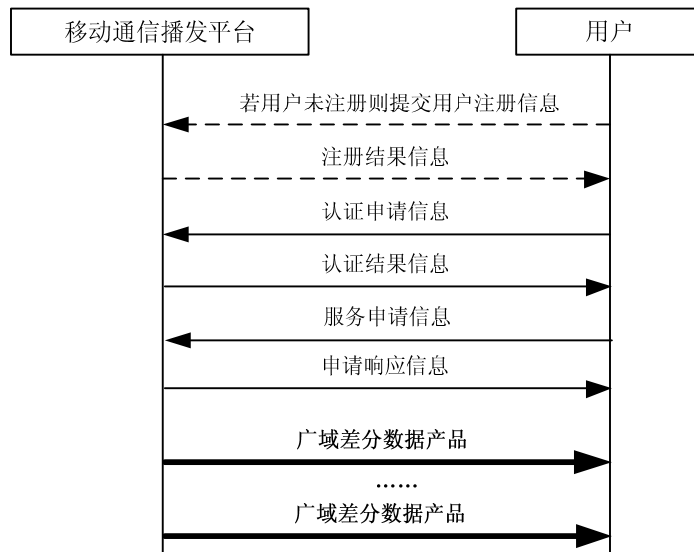 移动通信播发平台
用户
若用户未注册则提交用户注册信息
注册结果信息
认证申请信息
认证结果信息
服务申请信息
申请响应信息
广域差分数据产品
……
广域差分数据产品